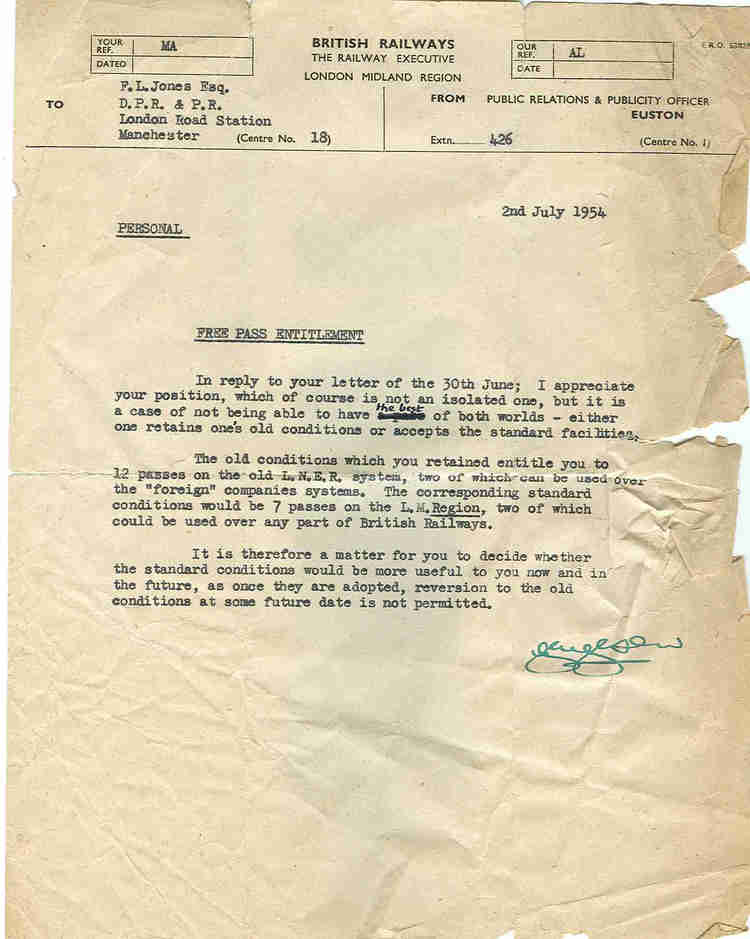 YOUR REF. MA
DATED
BRITISH RAILWAYS
THE RAILWAY EXECUTIVE
LONDON MIDLAND REGION
OUR REF. AL
DATE
E.R.O.
TO
F.L.Jones Esq.
D.P.R. & P.R.
London Road Station
Manchester (Centre No. 18)
FROM PUBLIC RELATIONS & PUBLICITY OFFICER
EUSTON
Extn. 426 (Centre No. 1)
2nd July 1954
PERSONAL
FREE PASS ENTITLEMENT
In reply to your letter of the 30th June; I appreciate
your position, which of course is not an isolated one, but it is
a case of not being able to have the best of both worlds - either
one retains one's old conditions or accepts the standard facilities.
The old conditions which you retained entitle you to
12 passes on the old L.N.E.R. system, two of which can be used over
the "foreign" companies systems. The corresponding standard
conditions would be 7 passes on the L.M.Region, two of which
could be used over any part of British Railways.
It is therefore a matter for you to decide whether
the standard conditions would be more useful to you now and in
the future, as once they are adopted, reversion to the old
conditions at some future date is not permitted.